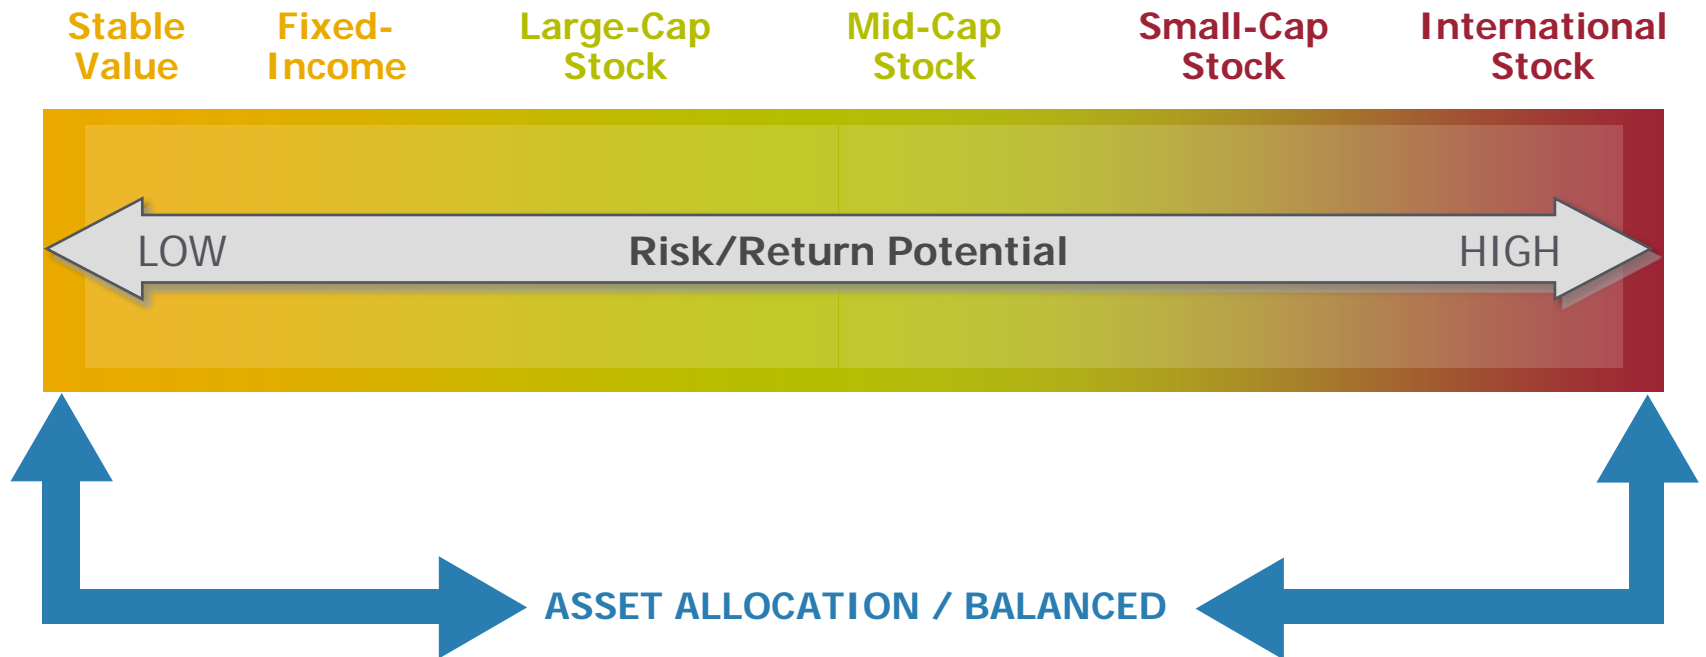 Stable
Value
Fixed-
Income
Large-Cap
Stock
Mid-Cap
Stock
Small-Cap
Stock
International
Stock
LOW
Risk/Return Potential
HIGH
ASSET ALLOCATION / BALANCED